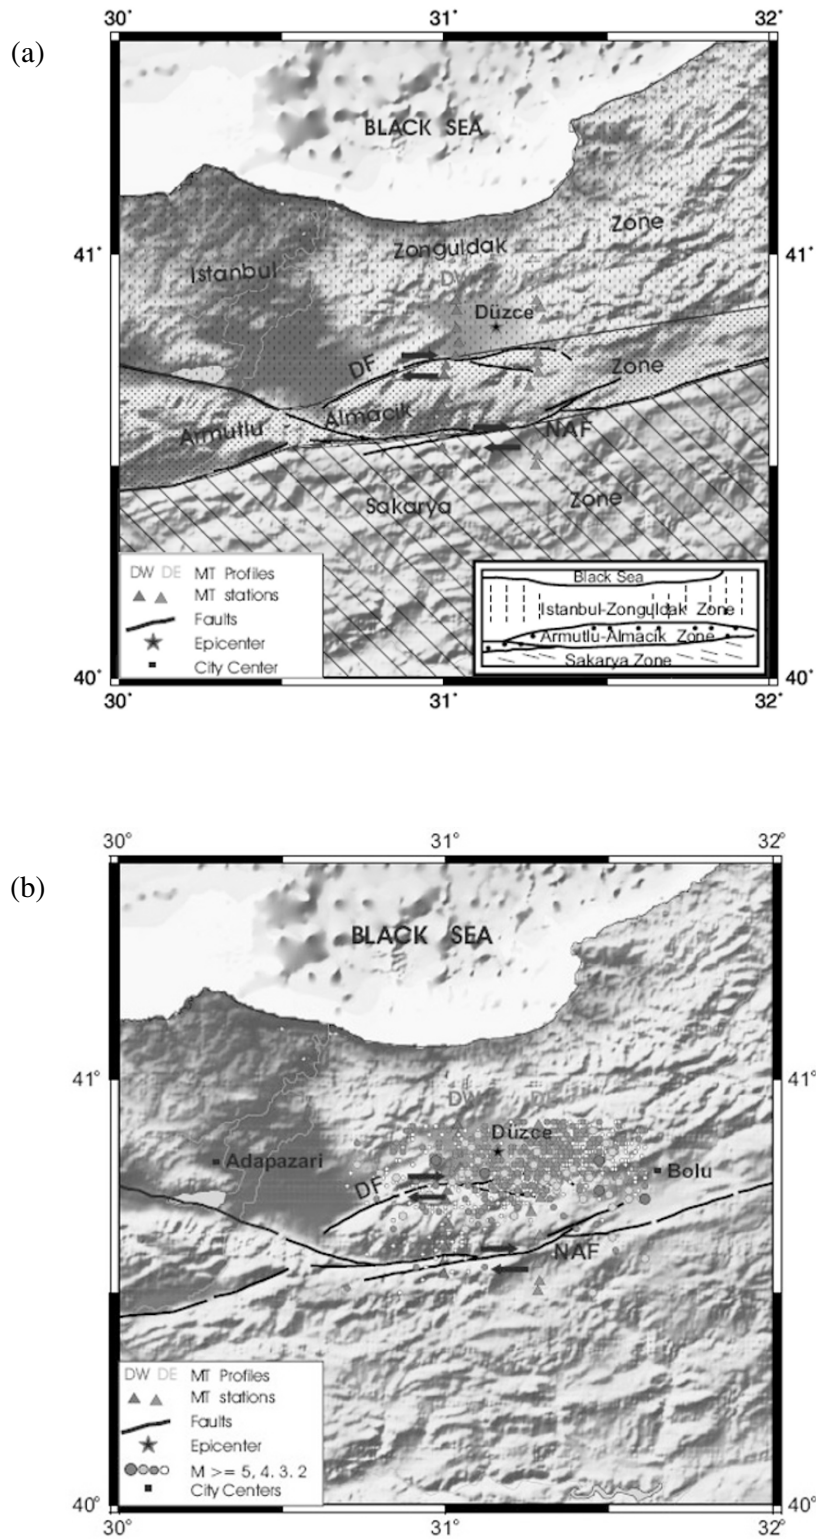 (a)
30° 31° 32°
BLACK SEA
Zone
41° Zonguldak 41°
Istanbul
DW
Düzce
DF
Zone
Almacik
Armutlu
NAF
Sakarya Zone
DW DE MT Profiles
MT stations
Faults
Epicenter
City Center
Black Sea
Istanbul-Zonguldak Zone
Armutlu-Almacik Zone
Sakarya Zone
40° 40°
30° 31° 32°
(b)
30° 31° 32°
BLACK SEA
41° 41°
DW DE
Düzce
Adapazari
Bolu
DF
NAF
DW DE MT Profiles
MT stations
Faults
Epicenter
M >= 5, 4, 3, 2
City Centers
40° 40°
30° 31° 32°